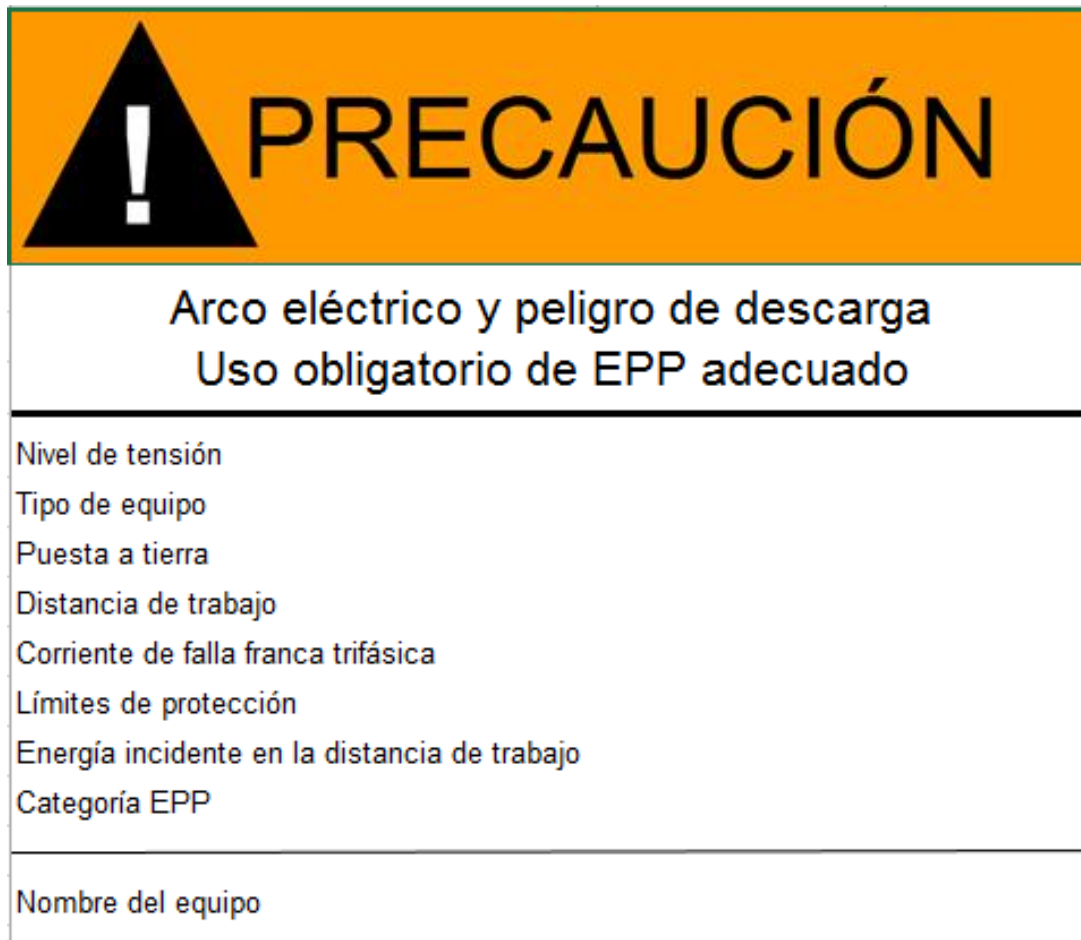 !
PRECAUCIÓN
Arco eléctrico y peligro de descarga
Uso obligatorio de EPP adecuado
Nivel de tensión
Tipo de equipo
Puesta a tierra
Distancia de trabajo
Corriente de falla franca trifásica
Límites de protección
Energía incidente en la distancia de trabajo
Categoría EPP
Nombre del equipo